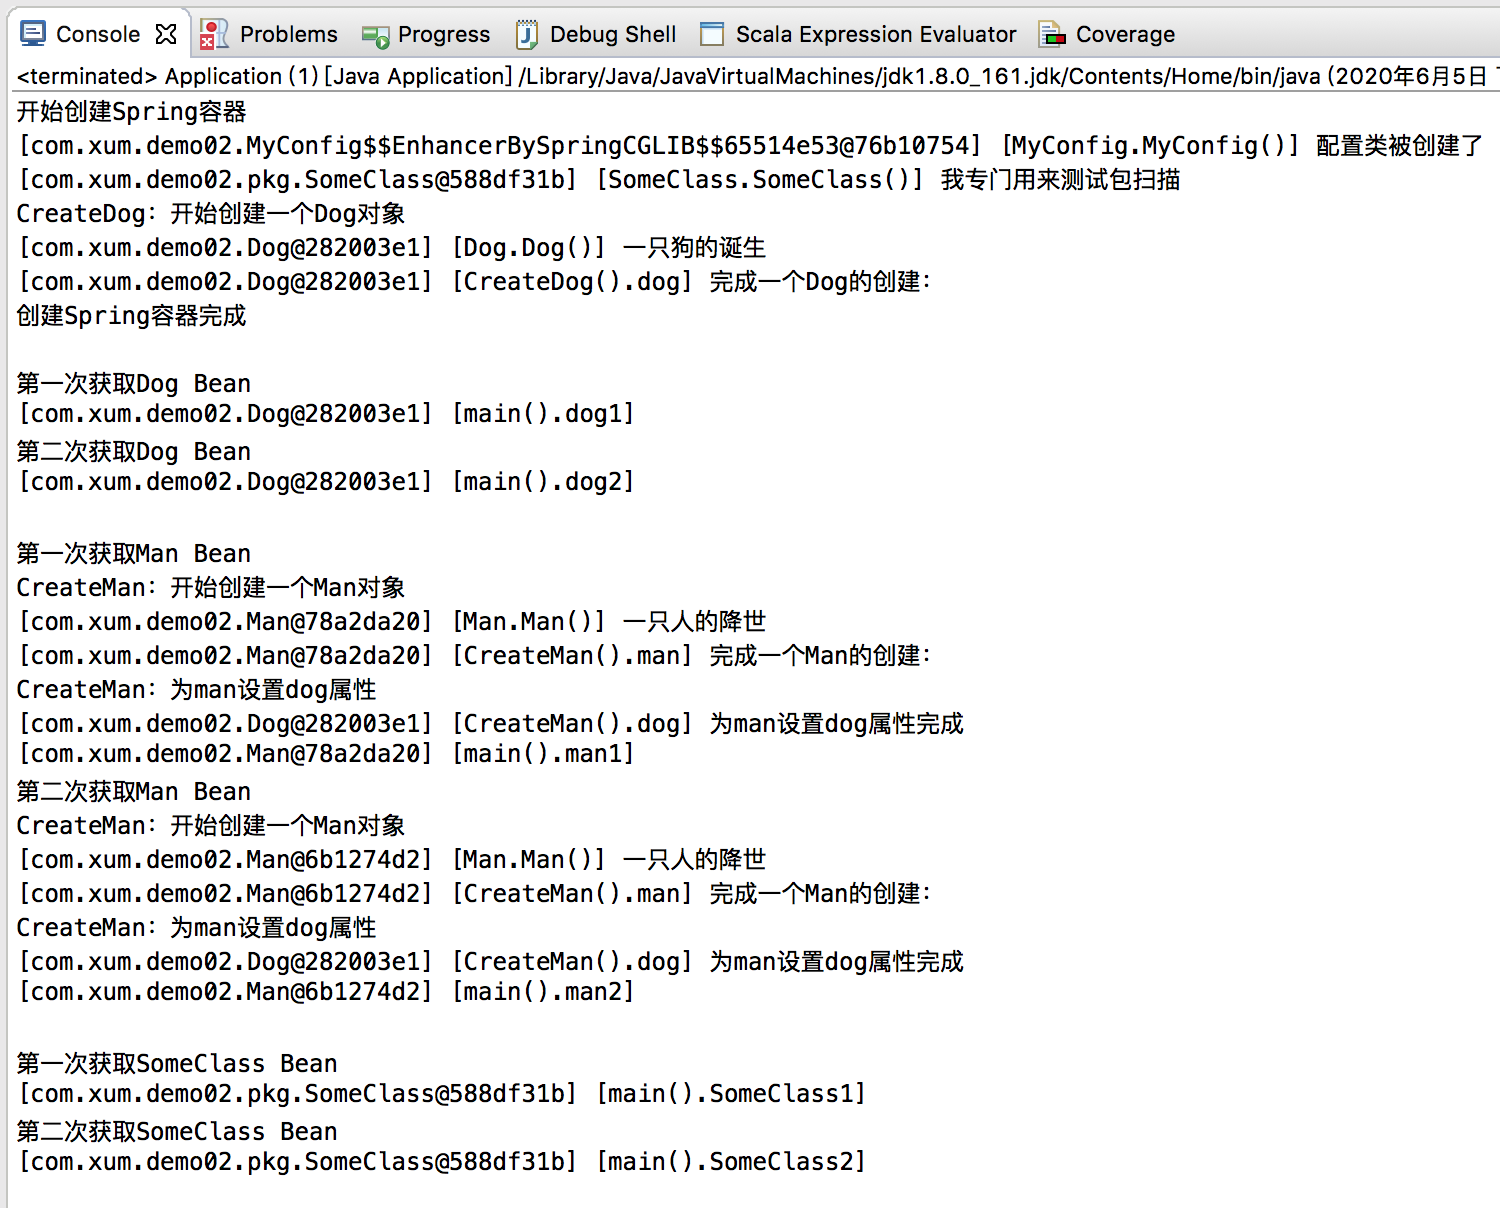 Console Problems Progress Debug Shell Scala Expression Evaluator Coverage
<terminated> Application (1) [Java Application] /Library/Java/JavaVirtualMachines/jdk1.8.0_161.jdk/Contents/Home/bin/java (2020年6月5日
开始创建Spring容器
[com.xum.demo02.MyConfig$$EnhancerBySpringCGLIB$$65514e53@76b10754] [MyConfig.MyConfig()] 配置类被创建了
[com.xum.demo02.pkg.SomeClass@588df31b] [SomeClass.SomeClass()] 我专门用来测试包扫描
CreateDog: 开始创建一个Dog对象
[com.xum.demo02.Dog@282003e1] [Dog.Dog()] 一只狗的诞生
[com.xum.demo02.Dog@282003e1] [CreateDog().dog] 完成一个Dog的创建:
创建Spring容器完成
第一次获取Dog Bean
[com.xum.demo02.Dog@282003e1] [main().dog1]
第二次获取Dog Bean
[com.xum.demo02.Dog@282003e1] [main().dog2]
第一次获取Man Bean
CreateMan: 开始创建一个Man对象
[com.xum.demo02.Man@78a2da20] [Man.Man()] 一只人的降世
[com.xum.demo02.Man@78a2da20] [CreateMan().man] 完成一个Man的创建:
CreateMan: 为man设置dog属性
[com.xum.demo02.Dog@282003e1] [CreateMan().dog] 为man设置dog属性完成
[com.xum.demo02.Man@78a2da20] [main().man1]
第二次获取Man Bean
CreateMan: 开始创建一个Man对象
[com.xum.demo02.Man@6b1274d2] [Man.Man()] 一只人的降世
[com.xum.demo02.Man@6b1274d2] [CreateMan().man] 完成一个Man的创建:
CreateMan: 为man设置dog属性
[com.xum.demo02.Dog@282003e1] [CreateMan().dog] 为man设置dog属性完成
[com.xum.demo02.Man@6b1274d2] [main().man2]
第一次获取SomeClass Bean
[com.xum.demo02.pkg.SomeClass@588df31b] [main().SomeClass1]
第二次获取SomeClass Bean
[com.xum.demo02.pkg.SomeClass@588df31b] [main().SomeClass2]